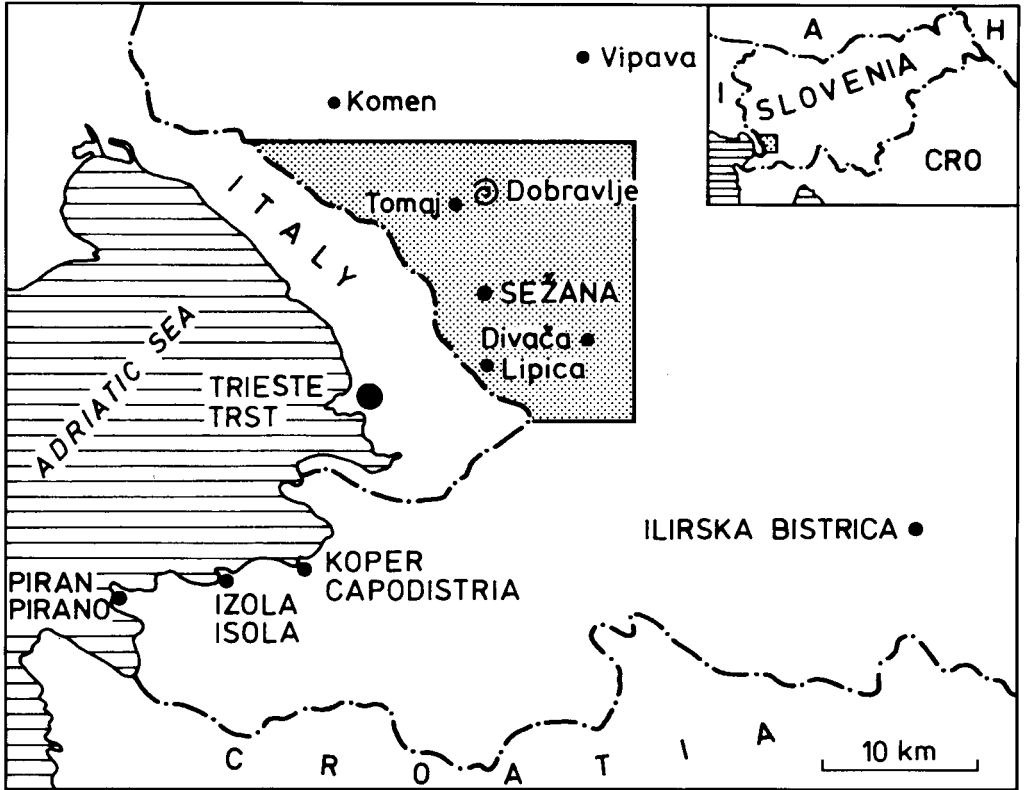 Vipava
Komen
A
H
I
SLOVENIA
CRO
ITALY
Tomaj
Dobravlje
SEŽANA
Divača
Lipica
ADRIATIC SEA
TRIESTE
TRST
ILIRSKA BISTRICA
KOPER
CAPODISTRIA
PIRAN
PIRANO
IZOLA
ISOLA
CROATIA
10 km